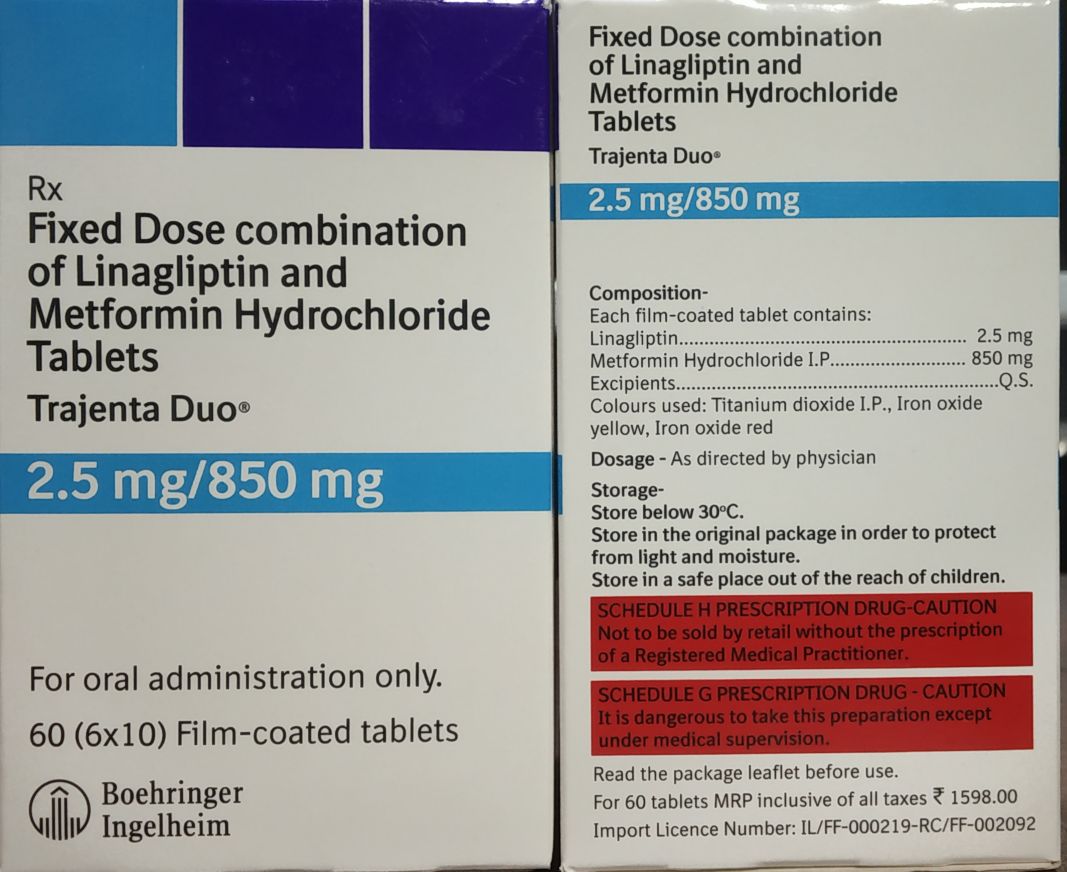 Rx
Fixed Dose combination
of Linagliptin and
Metformin Hydrochloride
Tablets
Trajenta Duo®
2.5 mg/850 mg
For oral administration only.
60 (6x10) Film-coated tablets
Boehringer
Ingelheim
Fixed Dose combination
of Linagliptin and
Metformin Hydrochloride
Tablets
Trajenta Duo®
2.5 mg/850 mg
Composition-
Each film-coated tablet contains:
Linagliptin.................................................... 2.5 mg
Metformin Hydrochloride I.P......................... 850 mg
Excipients..........................................................Q.S.
Colours used: Titanium dioxide I.P., Iron oxide
yellow, Iron oxide red
Dosage - As directed by physician
Storage-
Store below 30ºC.
Store in the original package in order to protect
from light and moisture.
Store in a safe place out of the reach of children.
SCHEDULE H PRESCRIPTION DRUG-CAUTION
Not to be sold by retail without the prescription
of a Registered Medical Practitioner.
SCHEDULE G PRESCRIPTION DRUG - CAUTION
It is dangerous to take this preparation except
under medical supervision.
Read the package leaflet before use.
For 60 tablets MRP inclusive of all taxes ₹ 1598.00
Import Licence Number: IL/FF-000219-RC/FF-002092